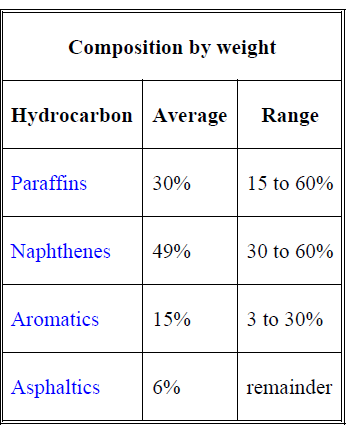 Composition by weight
Hydrocarbon Average Range
Paraffins 30% 15 to 60%
Naphthenes 49% 30 to 60%
Aromatics 15% 3 to 30%
Asphaltics 6% remainder